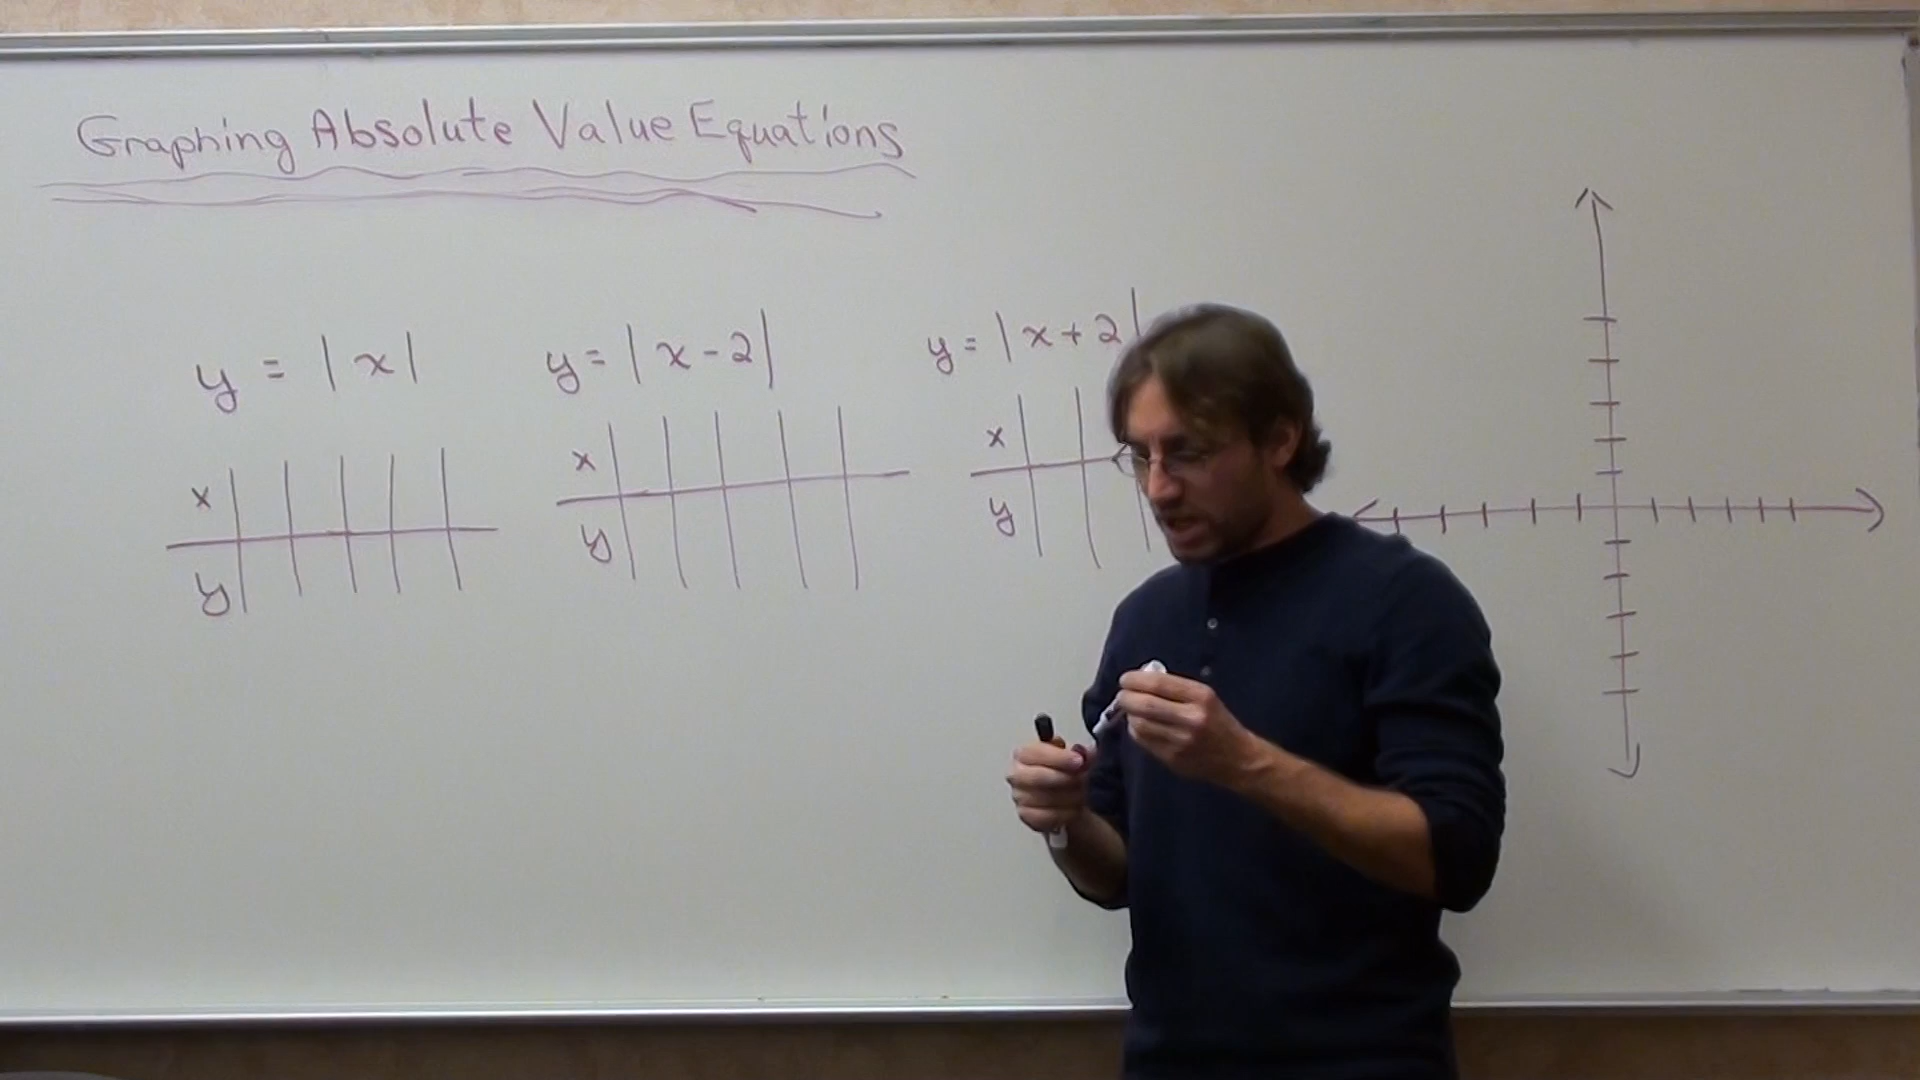 Graphing Absolute Value Equations
y = |x|
x
y
y = |x - 2|
x
y
y = |x + 2|
x
y